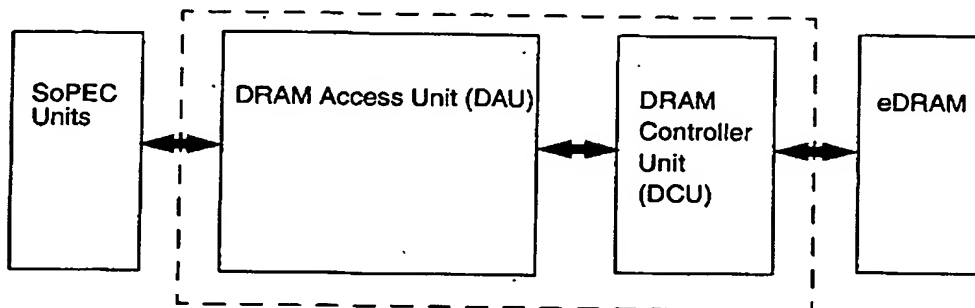 SoPEC
Units
DRAM Access Unit (DAU)
DRAM
Controller
Unit
(DCU)
eDRAM